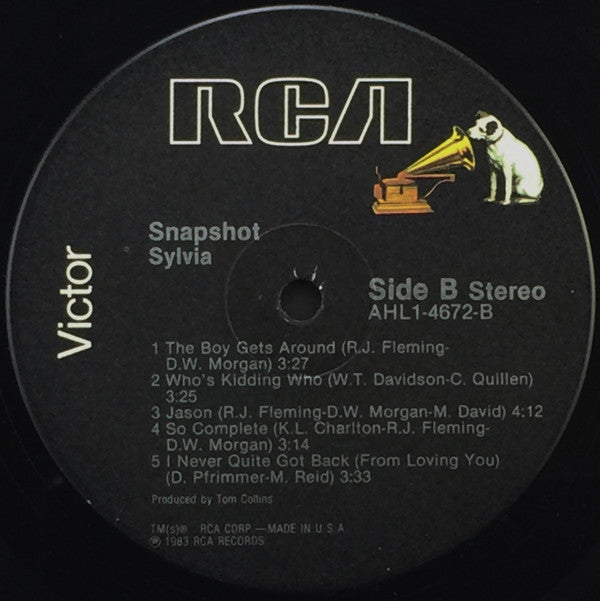 RCA
Victor
Snapshot
Sylvia
Side B Stereo
AHL1-4672-B
1 The Boy Gets Around (R.J. Fleming-
D.W. Morgan) 3:27
2 Who's Kidding Who (W.T. Davidson-C. Quillen)
3:25
3 Jason (R.J. Fleming-D.W. Morgan-M. David) 4:12
4 So Complete (K.L. Charlton-R.J. Fleming-
D.W. Morgan) 3:14
5 I Never Quite Got Back (From Loving You)
(D. Pfrimmer-M. Reid) 3:33
Produced by Tom Collins
TM(s)® RCA CORP.—MADE IN U.S.A
℗ 1983 RCA RECORDS